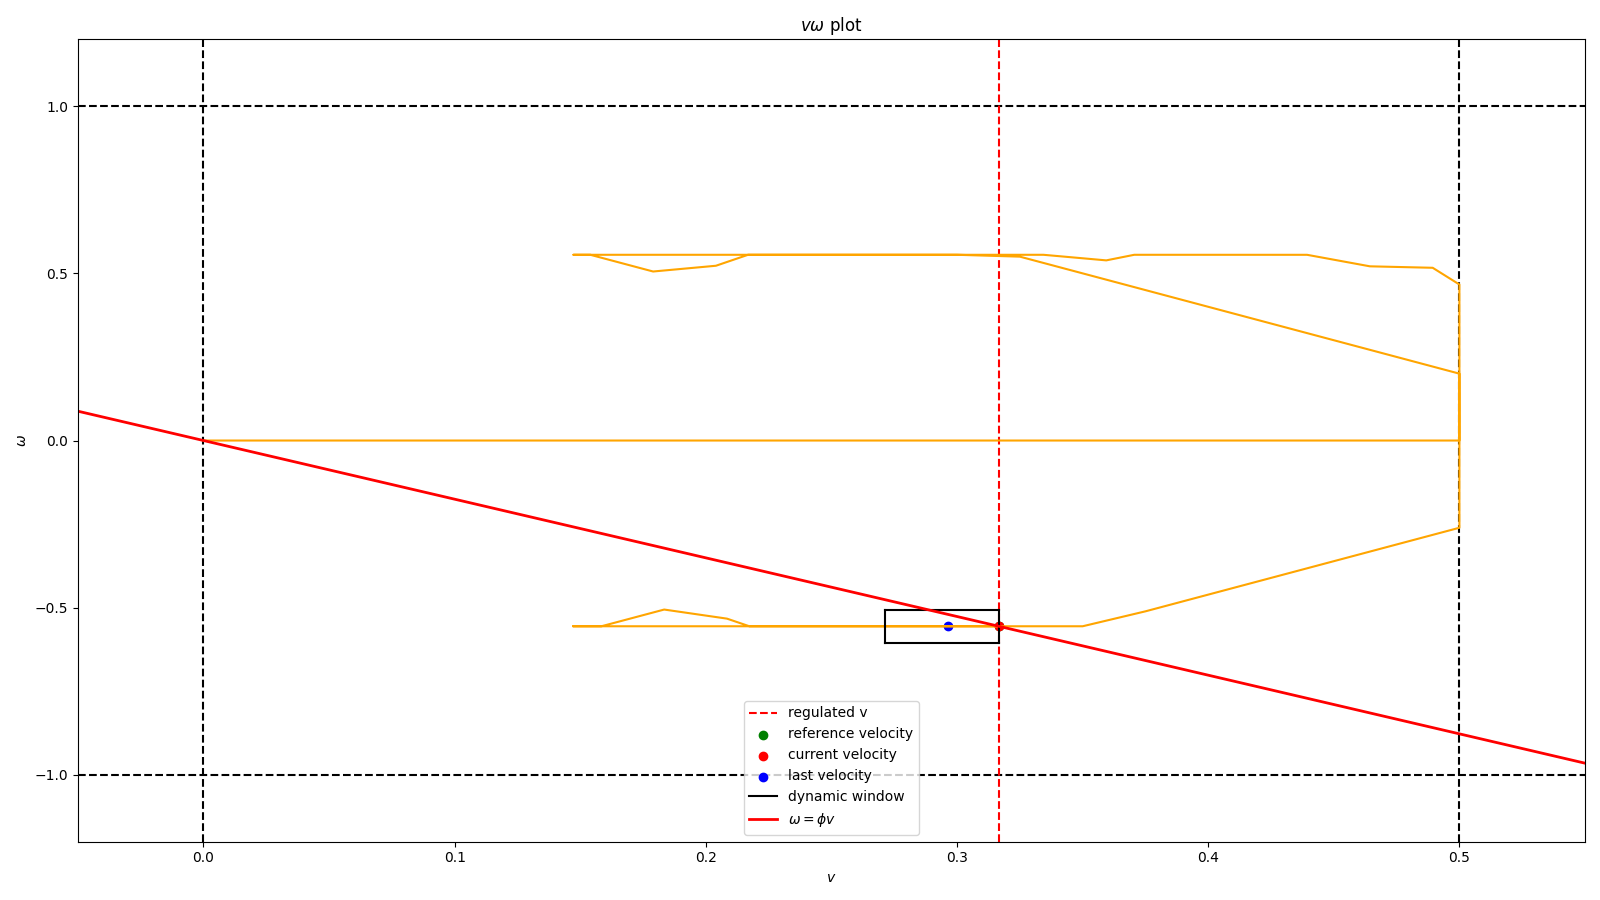 vω plot
1.0
0.5
0.0
−0.5
−1.0
ω
0.0
0.1
0.2
0.3
0.4
0.5
v
regulated v
reference velocity
current velocity
last velocity
dynamic window
ω = ϕv